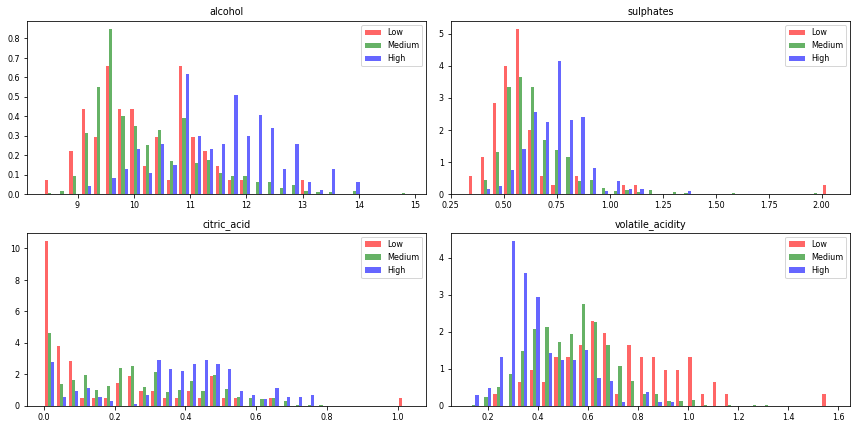 alcohol
Low
Medium
High
0.8
0.7
0.6
0.5
0.4
0.3
0.2
0.1
0.0
9 10 11 12 13 14 15
sulphates
Low
Medium
High
5
4
3
2
1
0
0.25 0.50 0.75 1.00 1.25 1.50 1.75 2.00
citric_acid
Low
Medium
High
10
8
6
4
2
0
0.0 0.2 0.4 0.6 0.8 1.0
volatile_acidity
Low
Medium
High
4
3
2
1
0
0.2 0.4 0.6 0.8 1.0 1.2 1.4 1.6